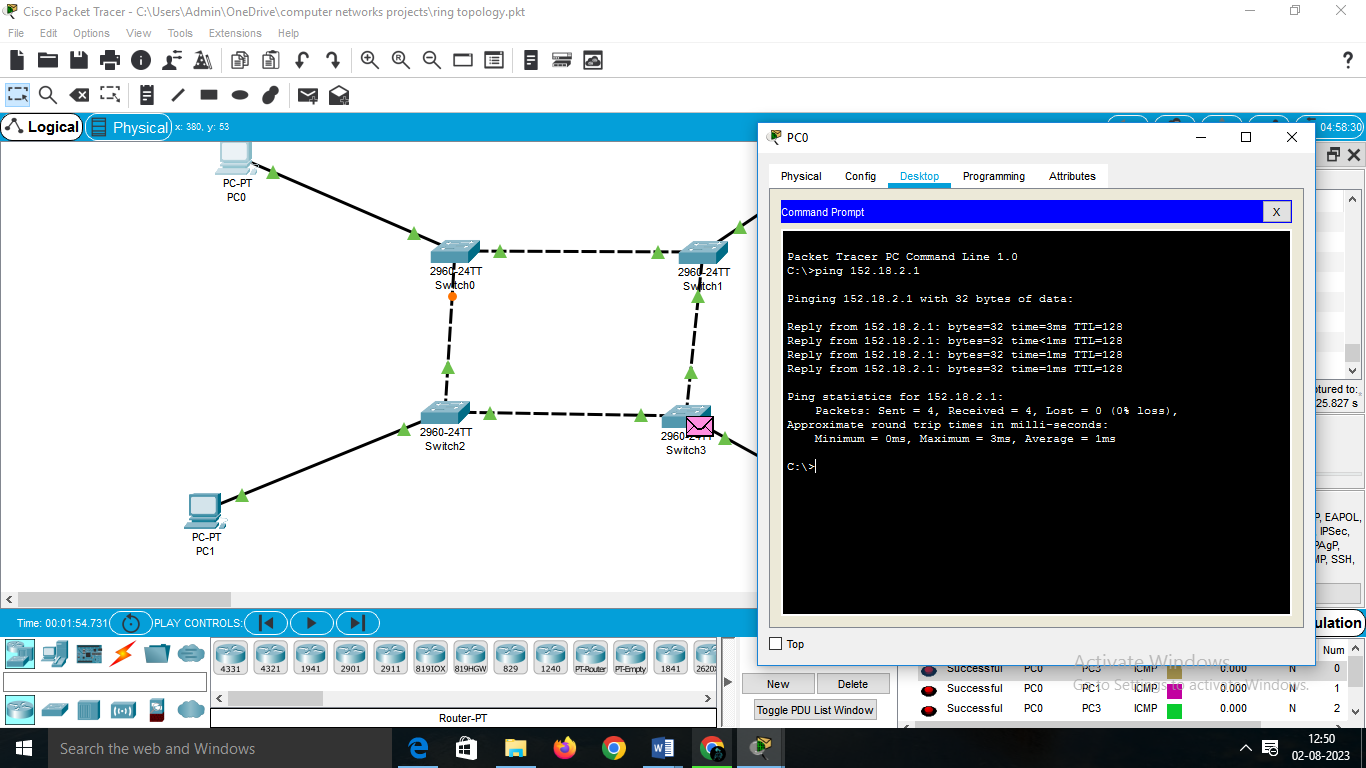 Cisco Packet Tracer - C:\Users\Admin\OneDrive\computer networks projects\ring topology.pkt
File Edit Options View Tools Extensions Help
?
Logical Physical x: 380, y: 53
04:58:30
PC0
Physical Config Desktop Programming Attributes
Command Prompt X
Packet Tracer PC Command Line 1.0
C:\>ping 152.18.2.1
Pinging 152.18.2.1 with 32 bytes of data:
Reply from 152.18.2.1: bytes=32 time=3ms TTL=128
Reply from 152.18.2.1: bytes=32 time<1ms TTL=128
Reply from 152.18.2.1: bytes=32 time=1ms TTL=128
Reply from 152.18.2.1: bytes=32 time=1ms TTL=128
Ping statistics for 152.18.2.1:
Packets: Sent = 4, Received = 4, Lost = 0 (0% loss),
Approximate round trip times in milli-seconds:
Minimum = 0ms, Maximum = 3ms, Average = 1ms
C:\>
Top
PC-PT
PC0
2960-24TT
Switch0
2960-24TT
Switch1
2960-24TT
Switch2
2960-24TT
Switch3
PC-PT
PC1
ptured to:
5.827 s
P, EAPOL,
IPSec,
PAgP,
MP, SSH,
Time: 00:01:54.731 PLAY CONTROLS:
ulation
4331 4321 1941 2901 2911 819IOX 819HGW 829 1240 PT-Router PT-Empty 1841 2620X
Router-PT
New Delete
Toggle PDU List Window
Num
Successful PC0 PC3 ICMP 0.000 N 0
Successful PC0 PC1 ICMP 0.000 N 1
Successful PC0 PC3 ICMP 0.000 N 2
Activate Windows
Go to Settings to activate Windows.
Search the web and Windows
12:50
02-08-2023